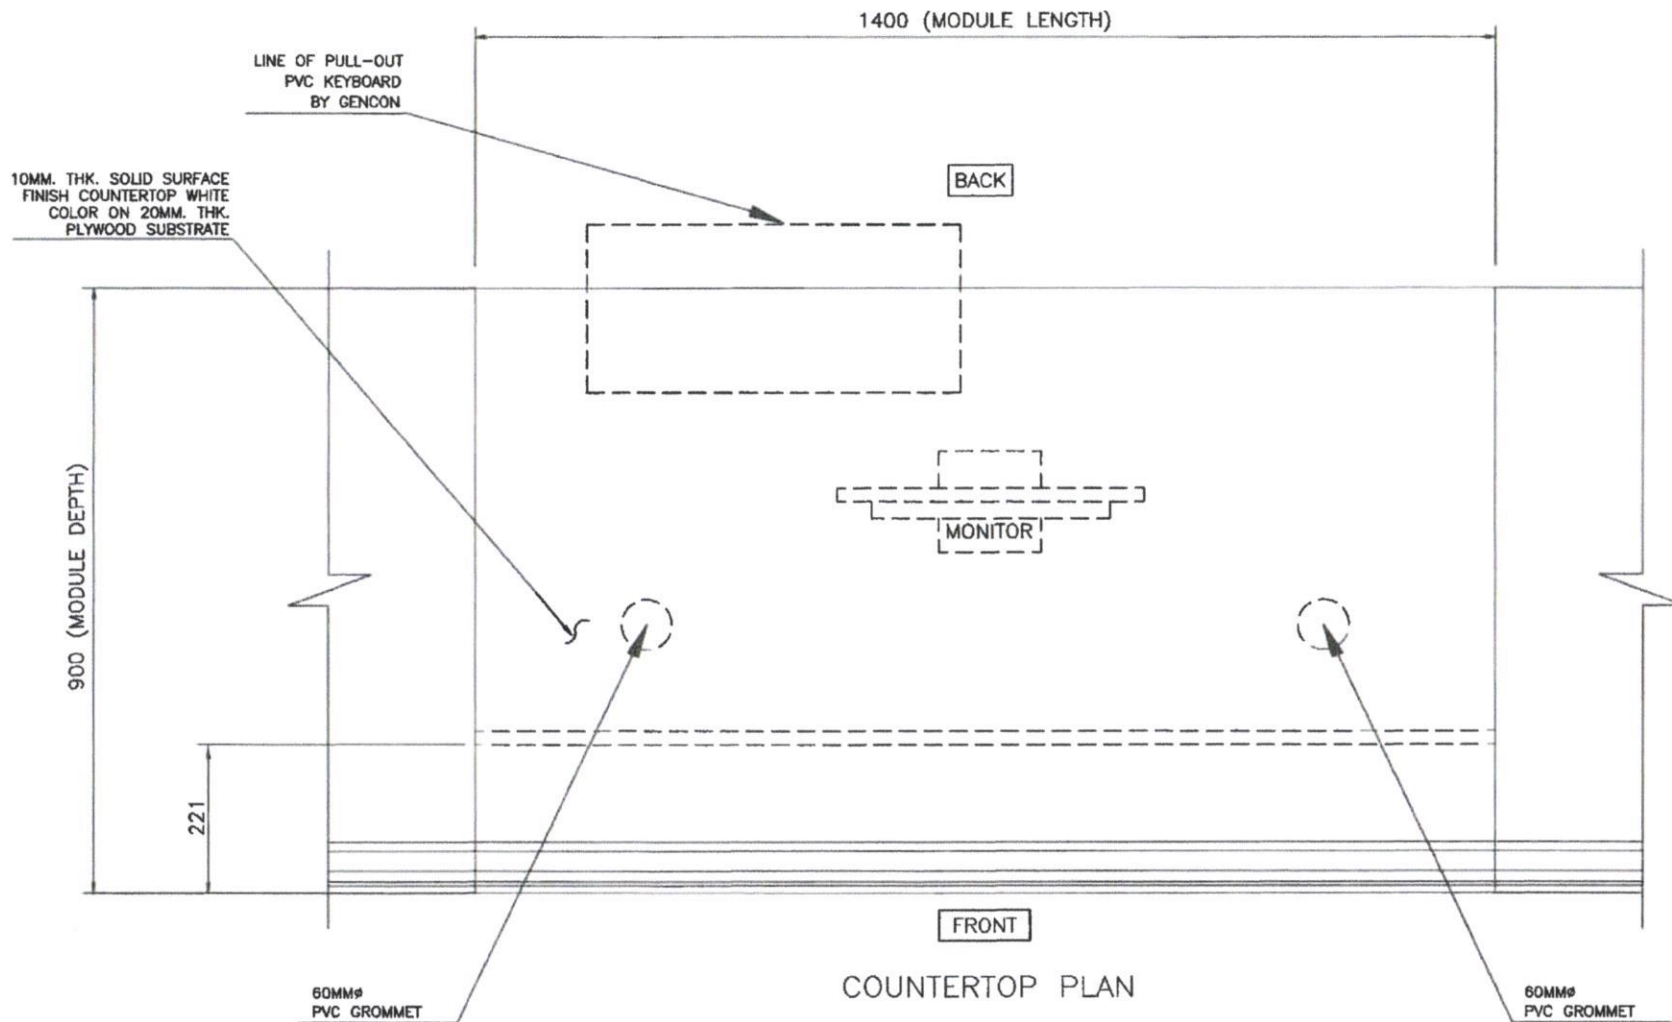 1400 (MODULE LENGTH)
LINE OF PULL-OUT
PVC KEYBOARD
BY GENCON
10MM. THK. SOLID SURFACE
FINISH COUNTERTOP WHITE
COLOR ON 20MM. THK.
PLYWOOD SUBSTRATE
BACK
900 (MODULE DEPTH)
MONITOR
221
FRONT
COUNTERTOP PLAN
60MMø
PVC GROMMET
60MMø
PVC GROMMET